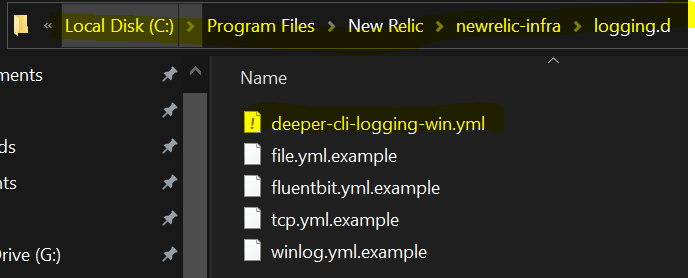 « Local Disk (C:) > Program Files > New Relic > newrelic-infra > logging.d
ments
ds
nts
Drive (G:)
Name
deeper-cli-logging-win.yml
file.yml.example
fluentbit.yml.example
tcp.yml.example
winlog.yml.example